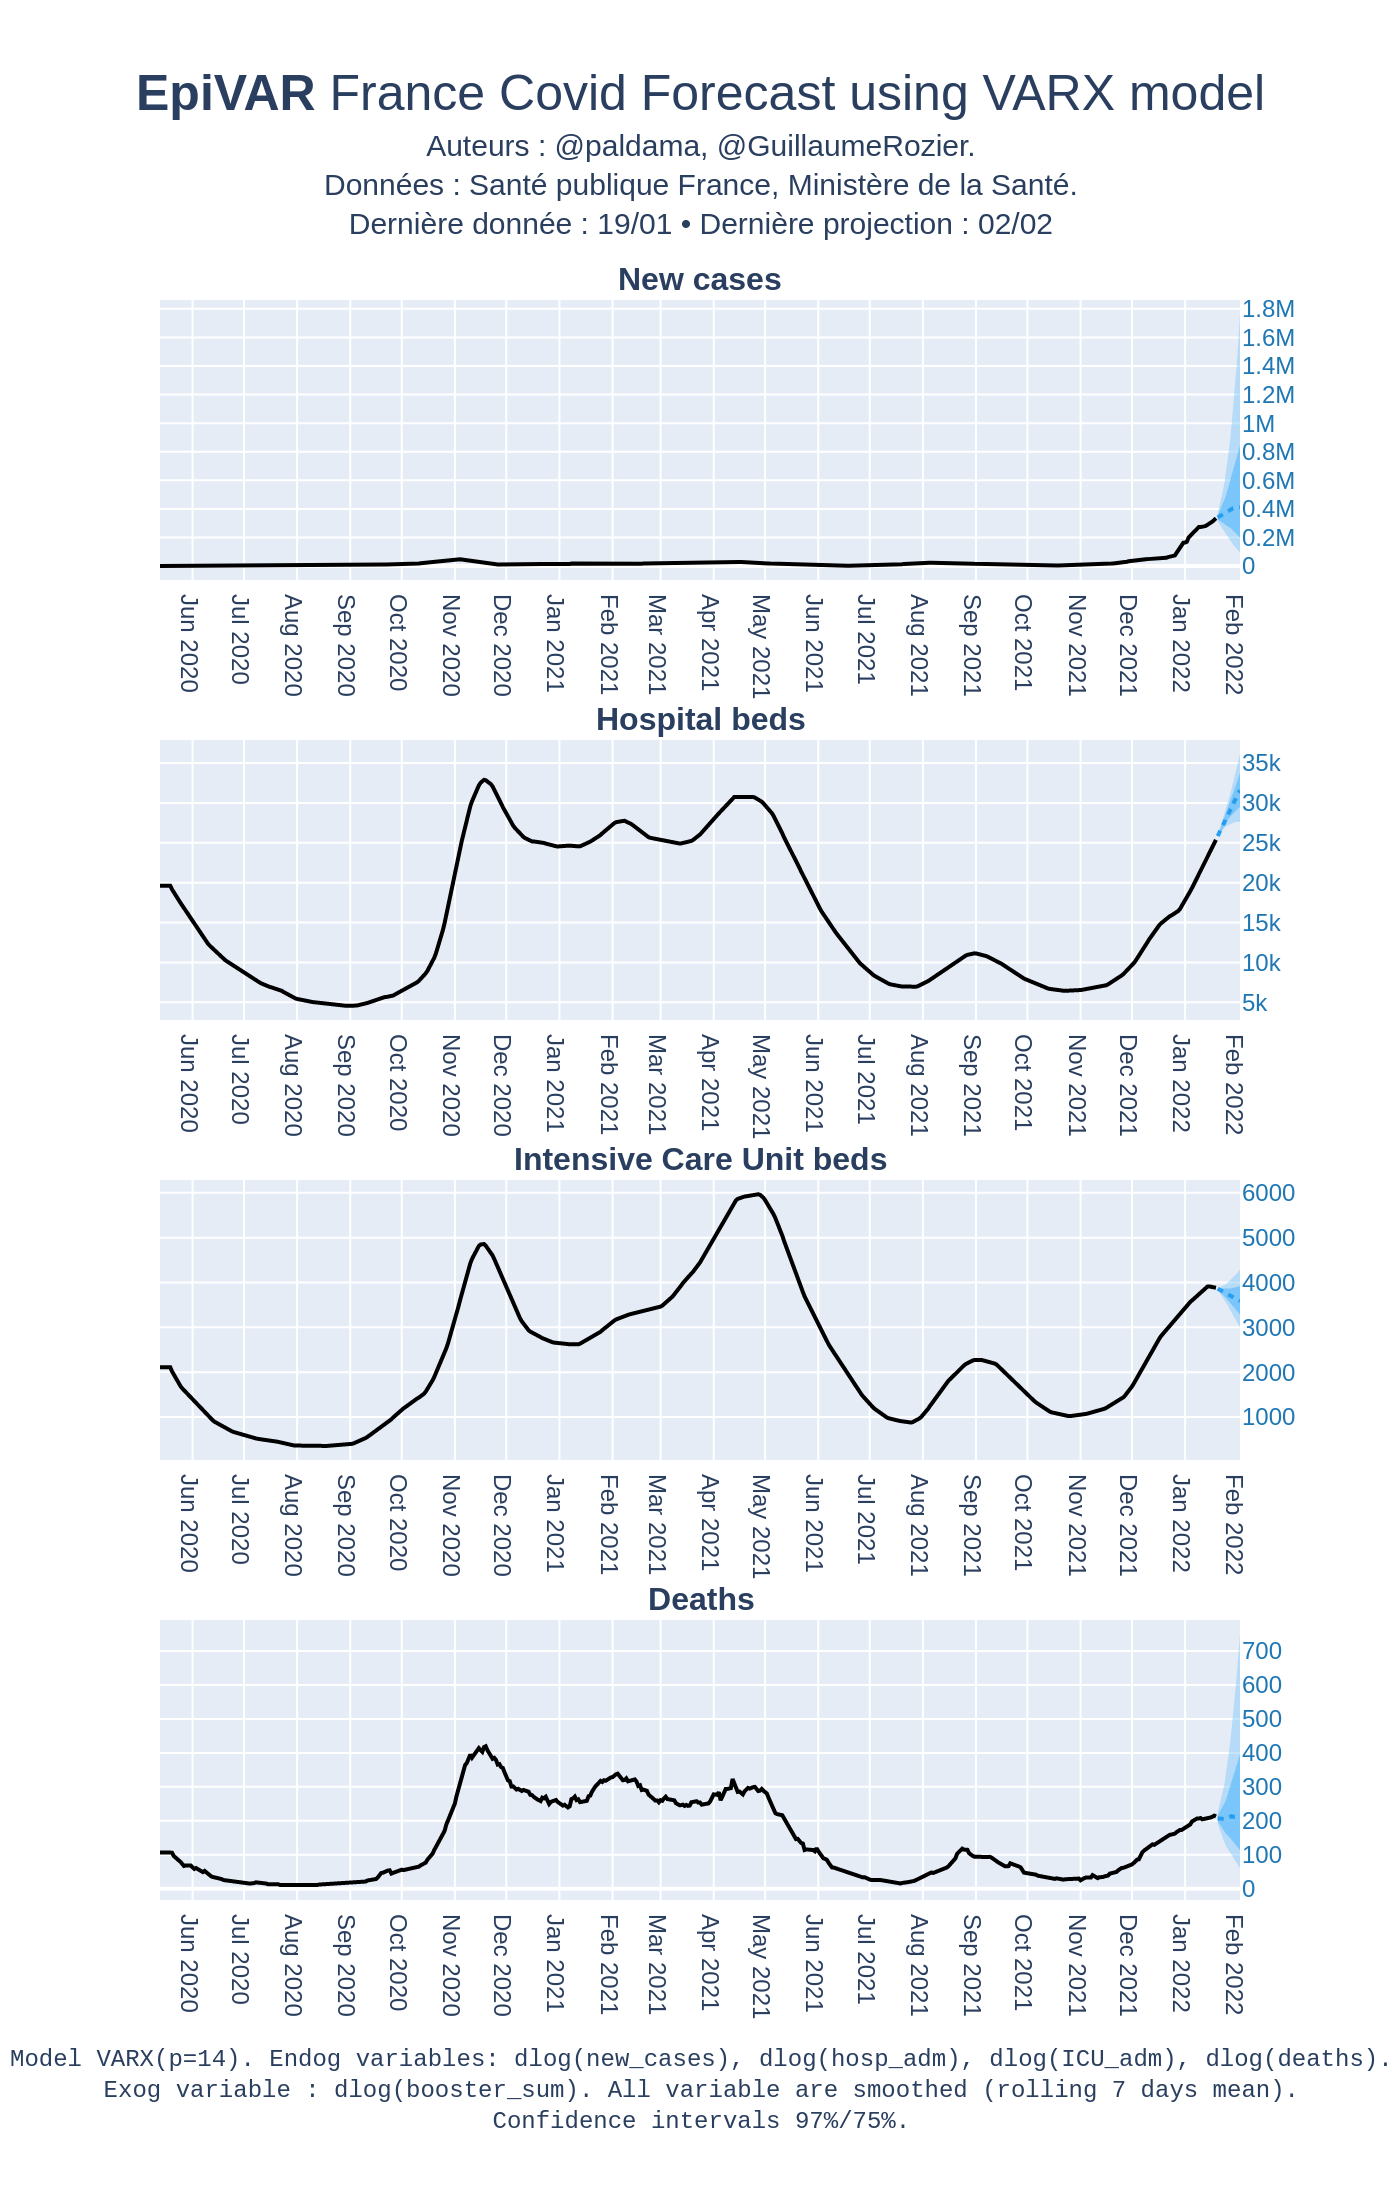 EpiVAR France Covid Forecast using VARX model
Auteurs : @paldama, @GuillaumeRozier.
Données : Santé publique France, Ministère de la Santé.
Dernière donnée : 19/01 • Dernière projection : 02/02
New cases
1.8M
1.6M
1.4M
1.2M
1M
0.8M
0.6M
0.4M
0.2M
0
Jun 2020
Jul 2020
Aug 2020
Sep 2020
Oct 2020
Nov 2020
Dec 2020
Jan 2021
Feb 2021
Mar 2021
Apr 2021
May 2021
Jun 2021
Jul 2021
Aug 2021
Sep 2021
Oct 2021
Nov 2021
Dec 2021
Jan 2022
Feb 2022
Hospital beds
35k
30k
25k
20k
15k
10k
5k
Jun 2020
Jul 2020
Aug 2020
Sep 2020
Oct 2020
Nov 2020
Dec 2020
Jan 2021
Feb 2021
Mar 2021
Apr 2021
May 2021
Jun 2021
Jul 2021
Aug 2021
Sep 2021
Oct 2021
Nov 2021
Dec 2021
Jan 2022
Feb 2022
Intensive Care Unit beds
6000
5000
4000
3000
2000
1000
Jun 2020
Jul 2020
Aug 2020
Sep 2020
Oct 2020
Nov 2020
Dec 2020
Jan 2021
Feb 2021
Mar 2021
Apr 2021
May 2021
Jun 2021
Jul 2021
Aug 2021
Sep 2021
Oct 2021
Nov 2021
Dec 2021
Jan 2022
Feb 2022
Deaths
700
600
500
400
300
200
100
0
Jun 2020
Jul 2020
Aug 2020
Sep 2020
Oct 2020
Nov 2020
Dec 2020
Jan 2021
Feb 2021
Mar 2021
Apr 2021
May 2021
Jun 2021
Jul 2021
Aug 2021
Sep 2021
Oct 2021
Nov 2021
Dec 2021
Jan 2022
Feb 2022
Model VARX(p=14). Endog variables: dlog(new_cases), dlog(hosp_adm), dlog(ICU_adm), dlog(deaths).
Exog variable : dlog(booster_sum). All variable are smoothed (rolling 7 days mean).
Confidence intervals 97%/75%.